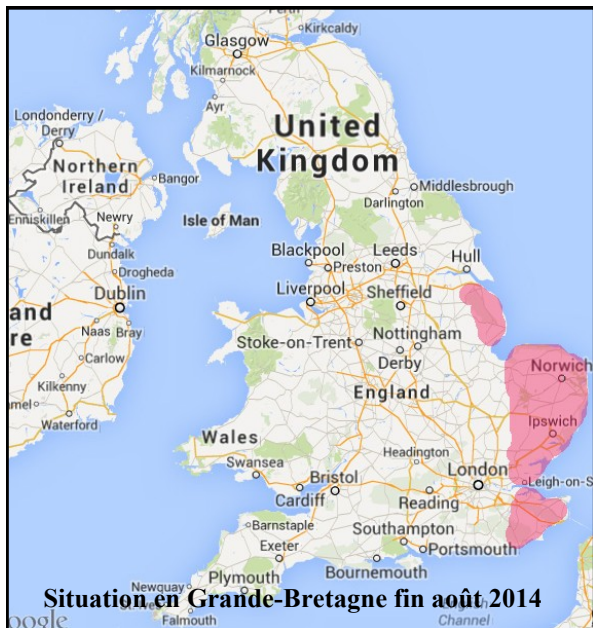 Perth
Kirkcaldy
Glasgow
Kilmarnock
Ayr
Londonderry /
Derry
United
Kingdom
Northern
Ireland
Bangor
Middlesbrough
Darlington
Enniskillen
Newry
Isle of Man
Dundalk
Blackpool
Leeds
Hull
Drogheda
Preston
Dublin
Liverpool
Sheffield
and
re
Naas
Bray
Stoke-on-Trent
Nottingham
Norwich
Carlow
Derby
Kilkenny
England
Waterford
Ipswich
Wales
Headington
Swansea
London
Leigh-on-S
Bristol
Cardiff
Reading
Barnstaple
Southampton
Exeter
Portsmouth
Bournemouth
Plymouth
Newquay
Situation en Grande-Bretagne fin août 2014
English
Channel
Falmouth